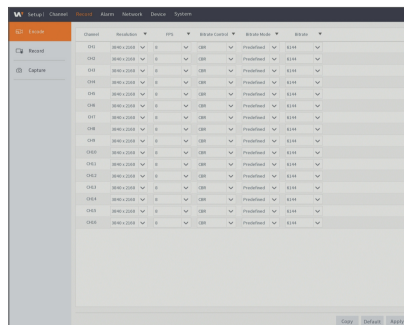 Setup! Channel Record Alarm Network Device System
Encode
Record
Capture
Channel Resolution FPS Bitrate Control Bitrate Mode Bitrate
CH1 3840 x 2160 8 CBR Predefined 6144
CH2 3840 x 2160 8 CBR Predefined 6144
CH3 3840 x 2160 8 CBR Predefined 6144
CH4 3840 x 2160 8 CBR Predefined 6144
CH5 3840 x 2160 8 CBR Predefined 6144
CH6 3840 x 2160 8 CBR Predefined 6144
CH7 3840 x 2160 8 CBR Predefined 6144
CH8 3840 x 2160 8 CBR Predefined 6144
CH9 3840 x 2160 8 CBR Predefined 6144
CH10 3840 x 2160 8 CBR Predefined 6144
CH11 3840 x 2160 8 CBR Predefined 6144
CH12 3840 x 2160 8 CBR Predefined 6144
CH13 3840 x 2160 8 CBR Predefined 6144
CH14 3840 x 2160 8 CBR Predefined 6144
CH15 3840 x 2160 8 CBR Predefined 6144
CH16 3840 x 2160 8 CBR Predefined 6144
Copy Default Apply